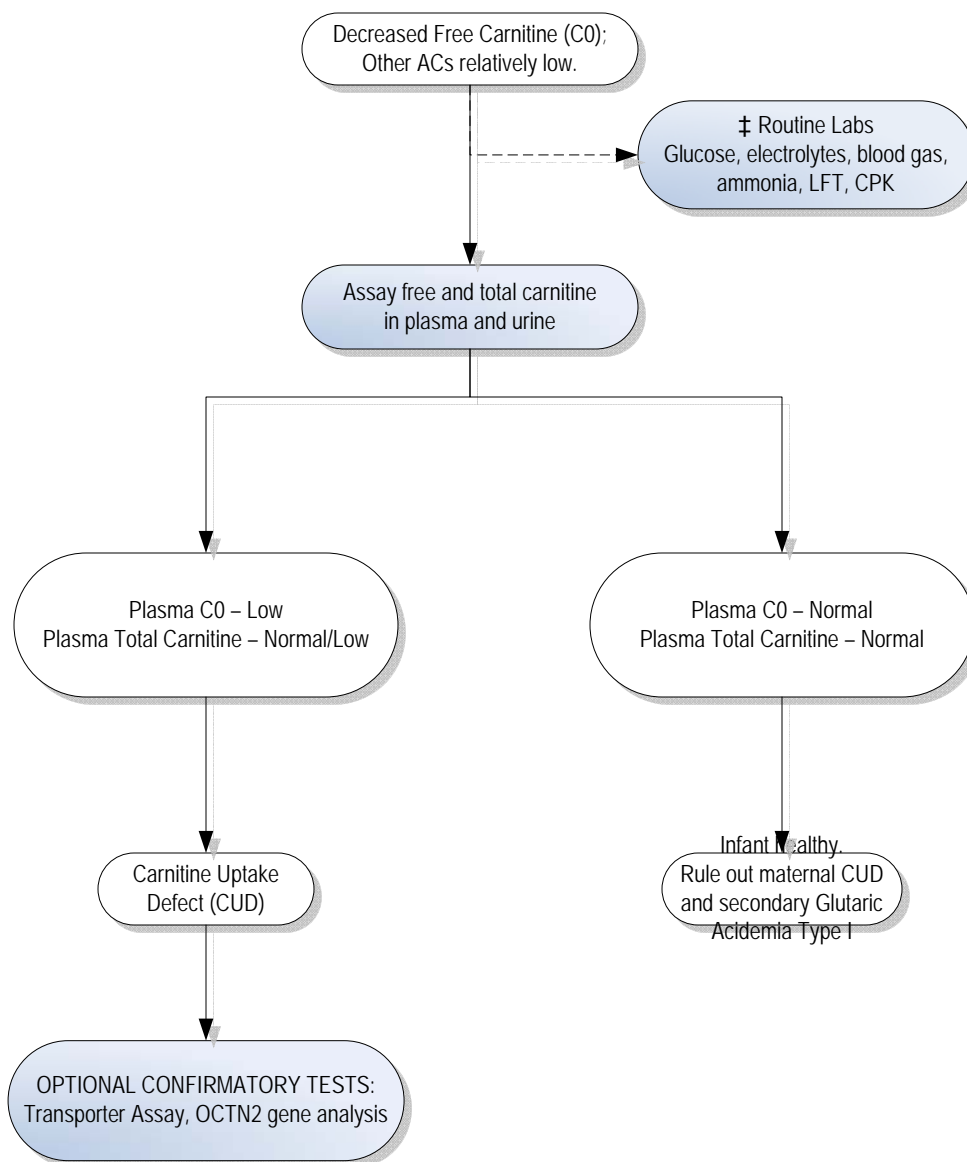 Decreased Free Carnitine (C0);
Other ACs relatively low.
‡ Routine Labs
Glucose, electrolytes, blood gas,
ammonia, LFT, CPK
Assay free and total carnitine
in plasma and urine
Plasma C0 – Low
Plasma Total Carnitine – Normal/Low
Plasma C0 – Normal
Plasma Total Carnitine – Normal
Carnitine Uptake
Defect (CUD)
Infant Healthy.
Rule out maternal CUD
and secondary Glutaric
Acidemia Type I
OPTIONAL CONFIRMATORY TESTS:
Transporter Assay, OCTN2 gene analysis